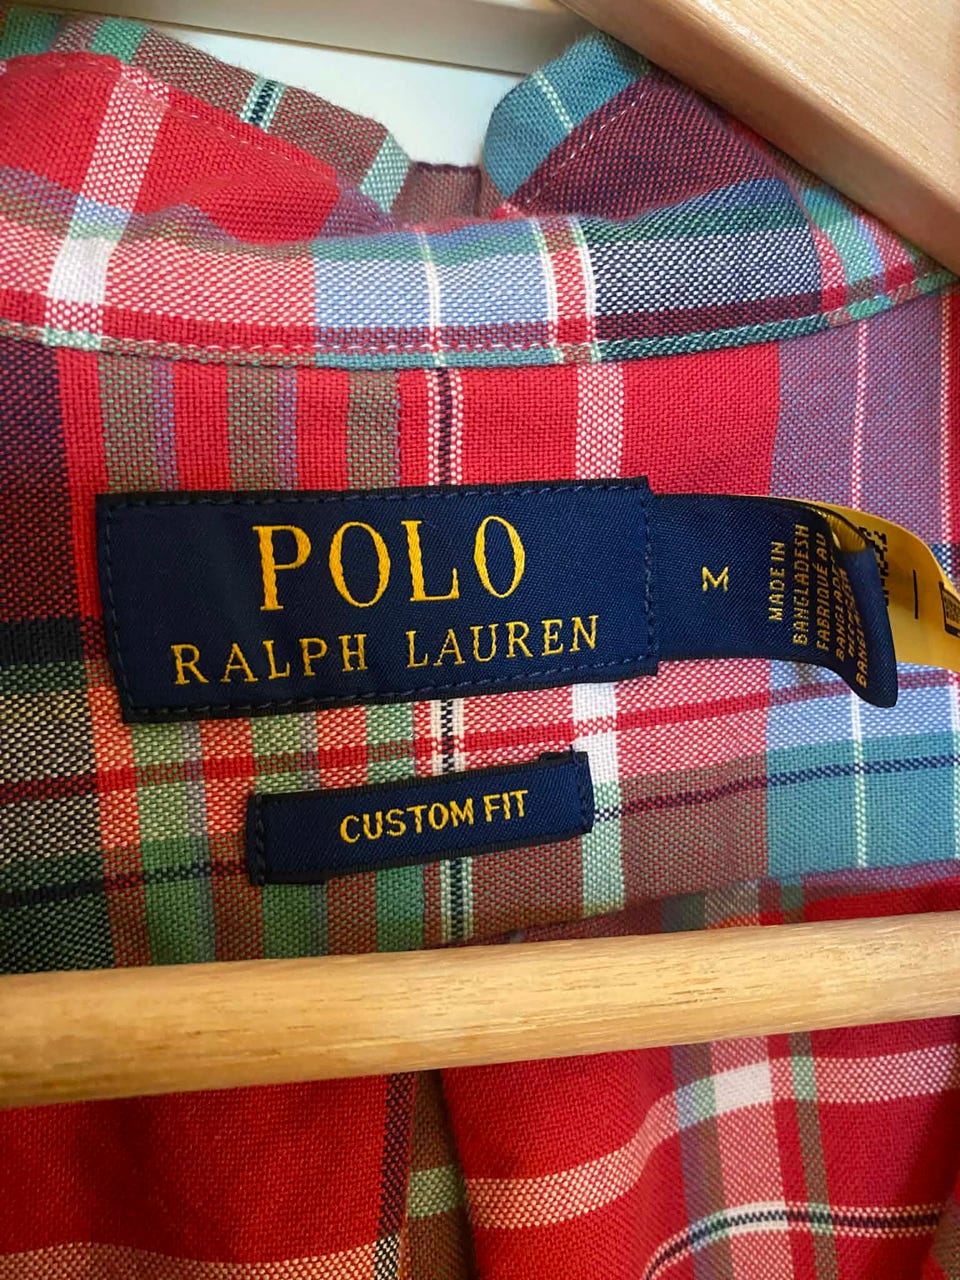 POLO
RALPH LAUREN
M
MADE IN
BANGLADESH
FABRIQUÉ AU
CUSTOM FIT